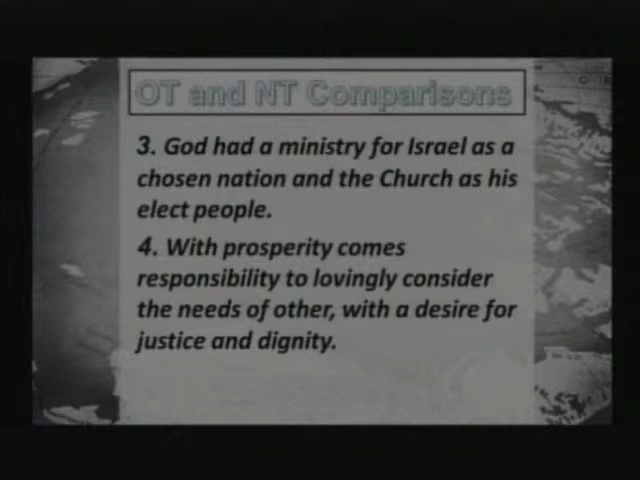 OT and NT Comparisons
3. God had a ministry for Israel as a
chosen nation and the Church as his
elect people.
4. With prosperity comes
responsibility to lovingly consider
the needs of other, with a desire for
justice and dignity.